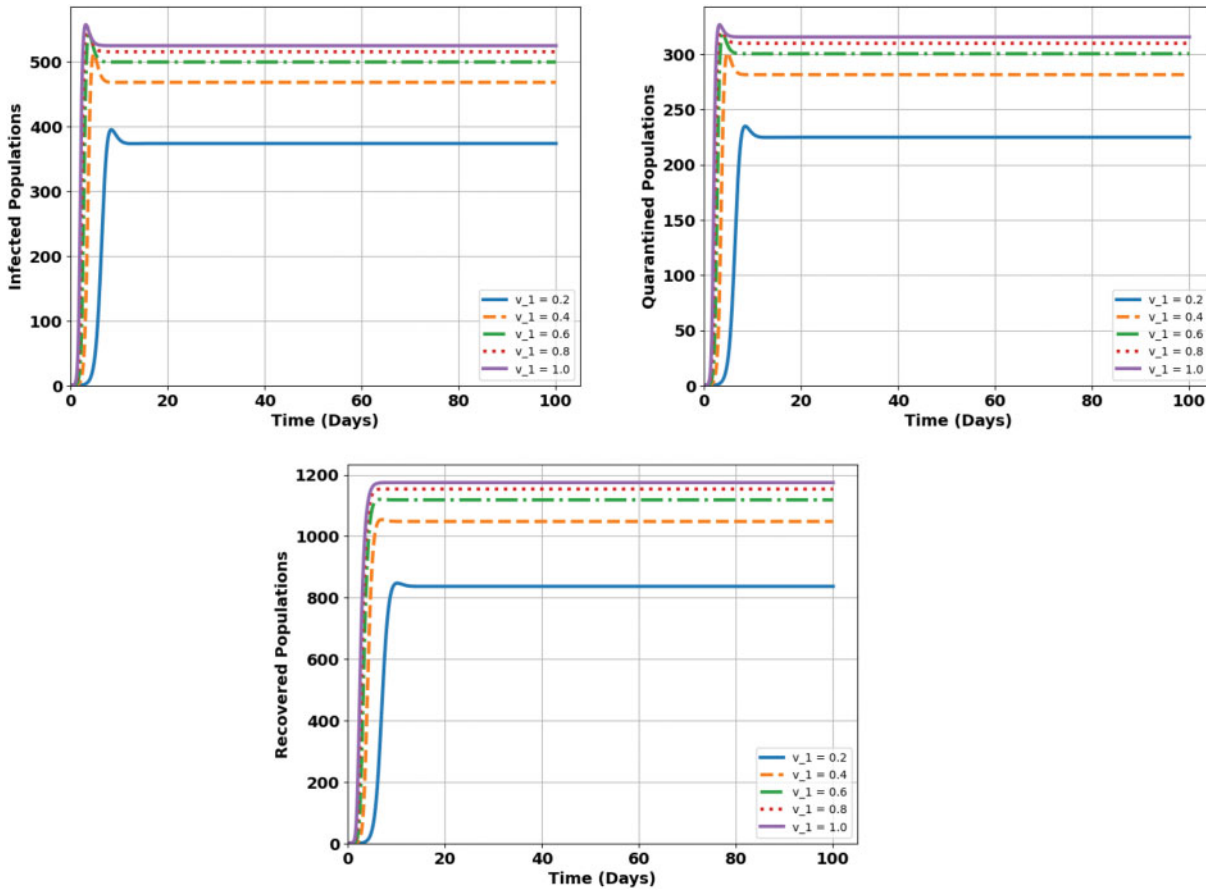 Infected Populations
500
400
300
200
100
0
0 20 40 60 80 100
Time (Days)
v_1 = 0.2
v_1 = 0.4
v_1 = 0.6
v_1 = 0.8
v_1 = 1.0
Quarantined Populations
300
250
200
150
100
50
0
0 20 40 60 80 100
Time (Days)
v_1 = 0.2
v_1 = 0.4
v_1 = 0.6
v_1 = 0.8
v_1 = 1.0
Recovered Populations
1200
1000
800
600
400
200
0
0 20 40 60 80 100
Time (Days)
v_1 = 0.2
v_1 = 0.4
v_1 = 0.6
v_1 = 0.8
v_1 = 1.0